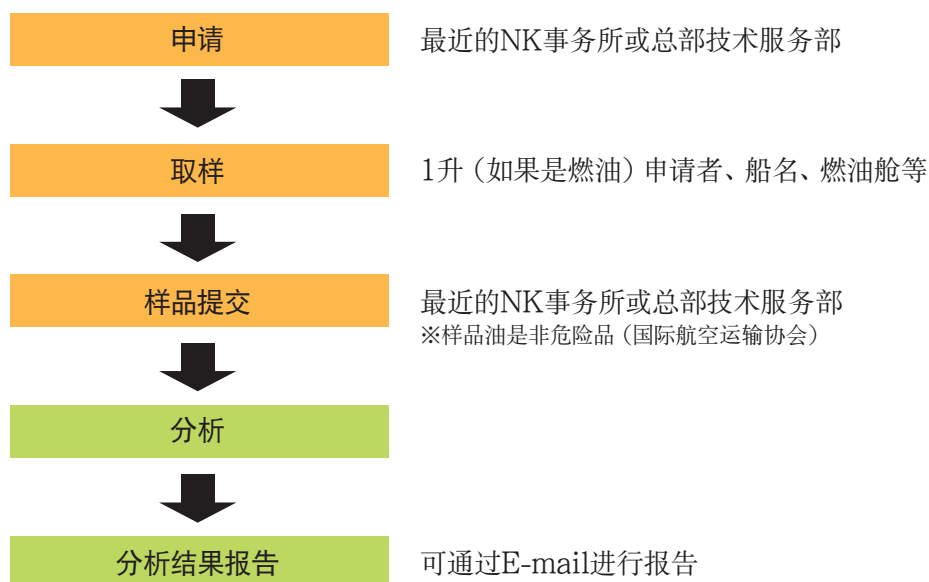 申请
最近的NK事务所或总部技术服务部
取样
1升（如果是燃油）申请者、船名、燃油舱等
样品提交
最近的NK事务所或总部技术服务部
※样品油是非危险品（国际航空运输协会）
分析
分析结果报告
可通过E-mail进行报告